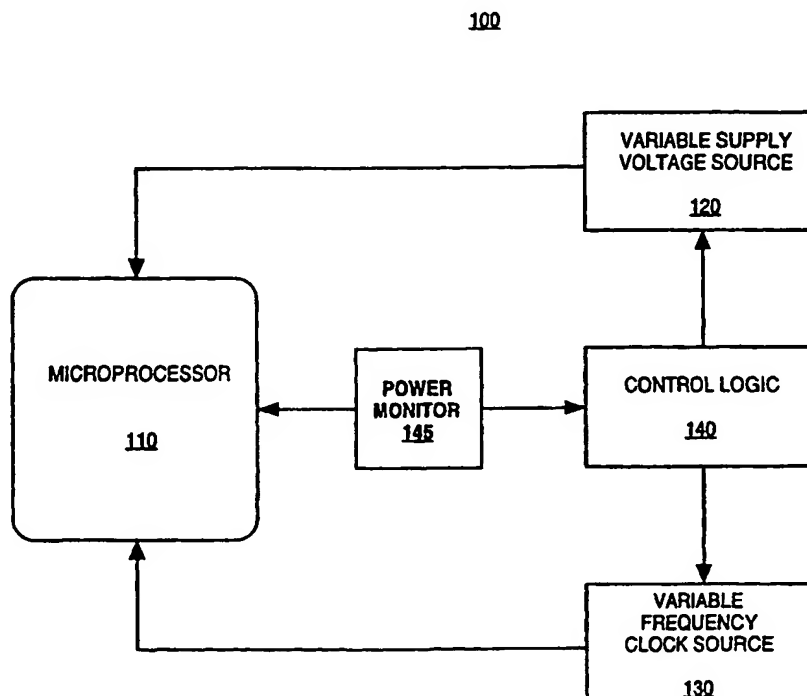 100
VARIABLE SUPPLY
VOLTAGE SOURCE
120
MICROPROCESSOR
110
POWER
MONITOR
145
CONTROL LOGIC
140
VARIABLE
FREQUENCY
CLOCK SOURCE
130